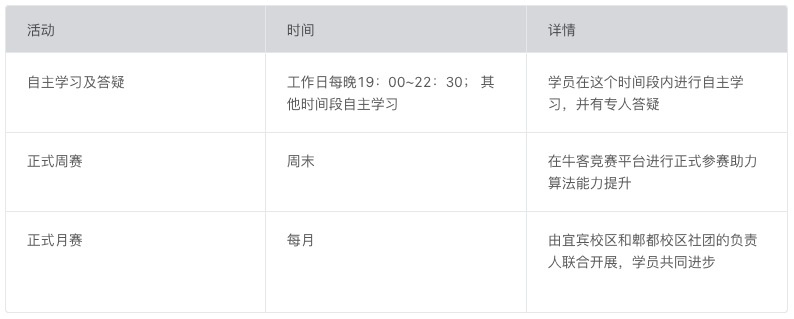 活动 时间 详情
自主学习及答疑 工作日每晚19：00~22：30； 其 学员在这个时间段内进行自主学
他时间段自主学习 习，并有专人答疑
正式周赛 周末 在牛客竞赛平台进行正式参赛助力
算法能力提升
正式月赛 每月 由宜宾校区和郫都校区社团的负责
人联合开展，学员共同进步